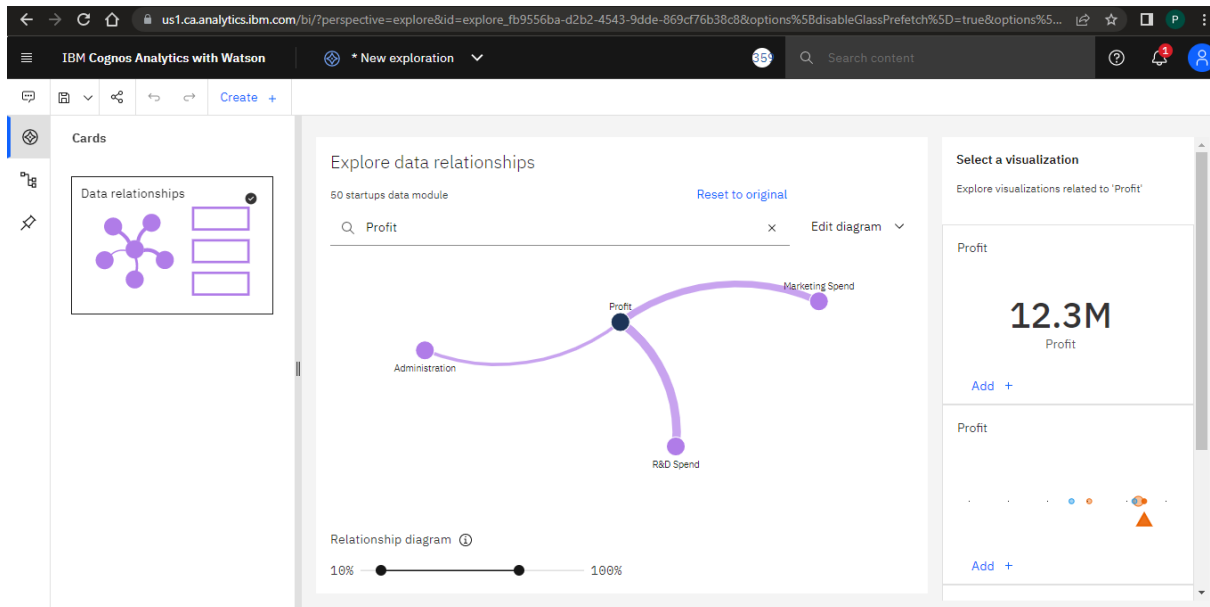 us1.ca.analytics.ibm.com/bi/?perspective=explore&id=explore_fb9556ba-d2b2-4543-9dde-869cf76b38c8&options%5BdisableGlassPrefetch%5D=true&options%5...
P
IBM Cognos Analytics with Watson
* New exploration
359
Search content
1
Create +
Cards
Data relationships
Explore data relationships
50 startups data module
Reset to original
Profit
Edit diagram
Marketing Spend
Profit
Administration
R&D Spend
Relationship diagram
10%
100%
Select a visualization
Explore visualizations related to 'Profit'
Profit
12.3M
Profit
Add +
Profit
Add +